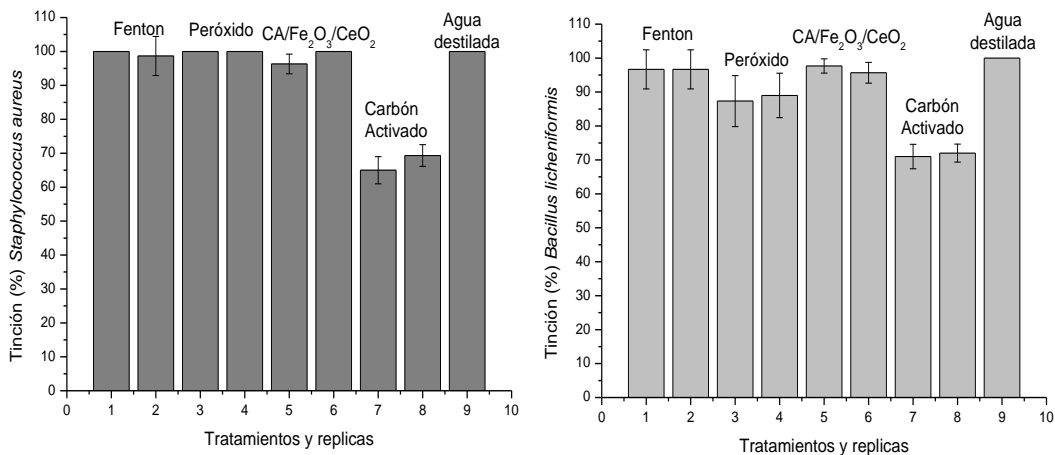 110
100
90
80
70
60
50
40
30
20
10
0
Tinción (%) Staphylococcus aureus
Fenton
Peróxido
CA/Fe₂O₃/CeO₂
Carbón
Activado
Agua
destilada
0 1 2 3 4 5 6 7 8 9 10
Tratamientos y replicas
110
100
90
80
70
60
50
40
30
20
10
0
Tinción (%) Bacillus licheniformis
Fenton
Peróxido
CA/Fe₂O₃/CeO₂
Carbón
Activado
Agua
destilada
0 1 2 3 4 5 6 7 8 9 10
Tratamientos y replicas